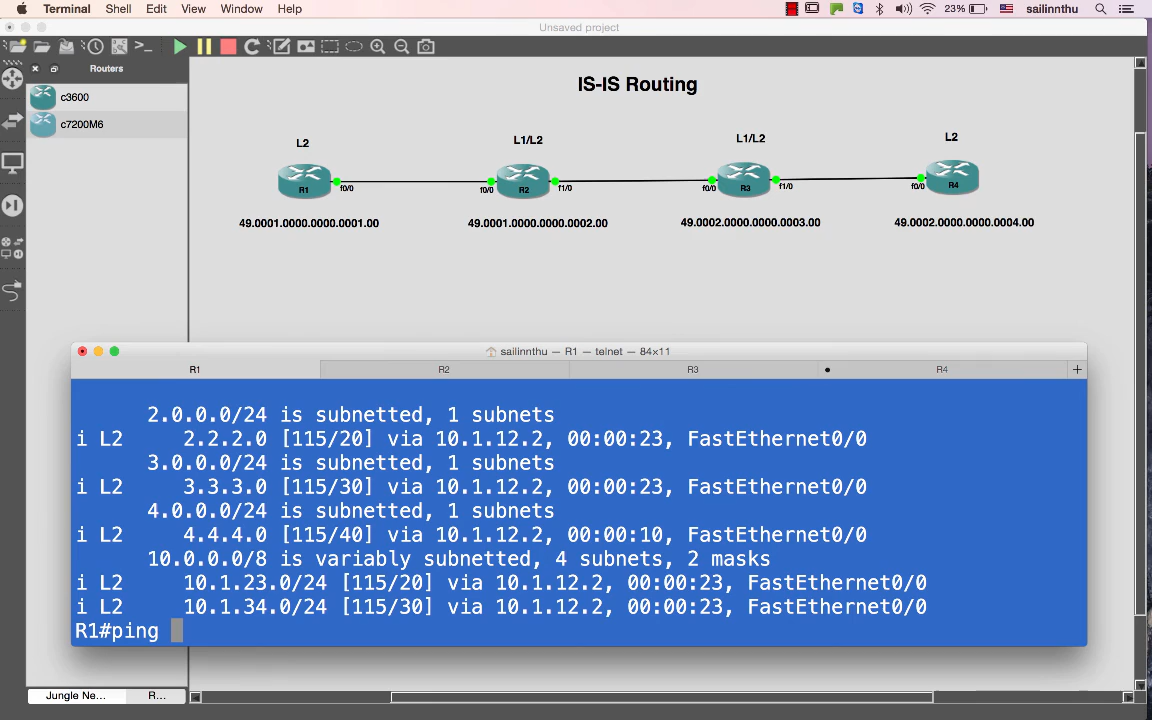 Terminal Shell Edit View Window Help 23% sailinnthu
Unsaved project
Routers
c3600
c7200M6
IS-IS Routing
L2 L1/L2 L1/L2 L2
R1 f0/0 f0/0 R2 f1/0 f0/0 R3 f1/0 f0/0 R4
49.0001.0000.0000.0001.00 49.0001.0000.0000.0002.00 49.0002.0000.0000.0003.00 49.0002.0000.0000.0004.00
sailinnthu — R1 — telnet — 84×11
R1 R2 R3 R4 +
2.0.0.0/24 is subnetted, 1 subnets
i L2 2.2.2.0 [115/20] via 10.1.12.2, 00:00:23, FastEthernet0/0
3.0.0.0/24 is subnetted, 1 subnets
i L2 3.3.3.0 [115/30] via 10.1.12.2, 00:00:23, FastEthernet0/0
4.0.0.0/24 is subnetted, 1 subnets
i L2 4.4.4.0 [115/40] via 10.1.12.2, 00:00:10, FastEthernet0/0
10.0.0.0/8 is variably subnetted, 4 subnets, 2 masks
i L2 10.1.23.0/24 [115/20] via 10.1.12.2, 00:00:23, FastEthernet0/0
i L2 10.1.34.0/24 [115/30] via 10.1.12.2, 00:00:23, FastEthernet0/0
R1#ping
Jungle Ne... R...